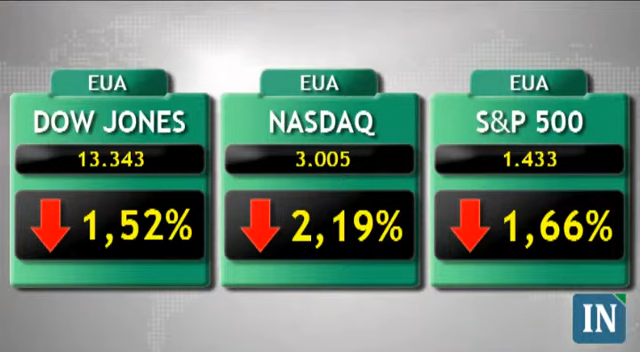 EUA
DOW JONES
13.343
1,52%
EUA
NASDAQ
3.005
2,19%
EUA
S&P 500
1.433
1,66%
IN